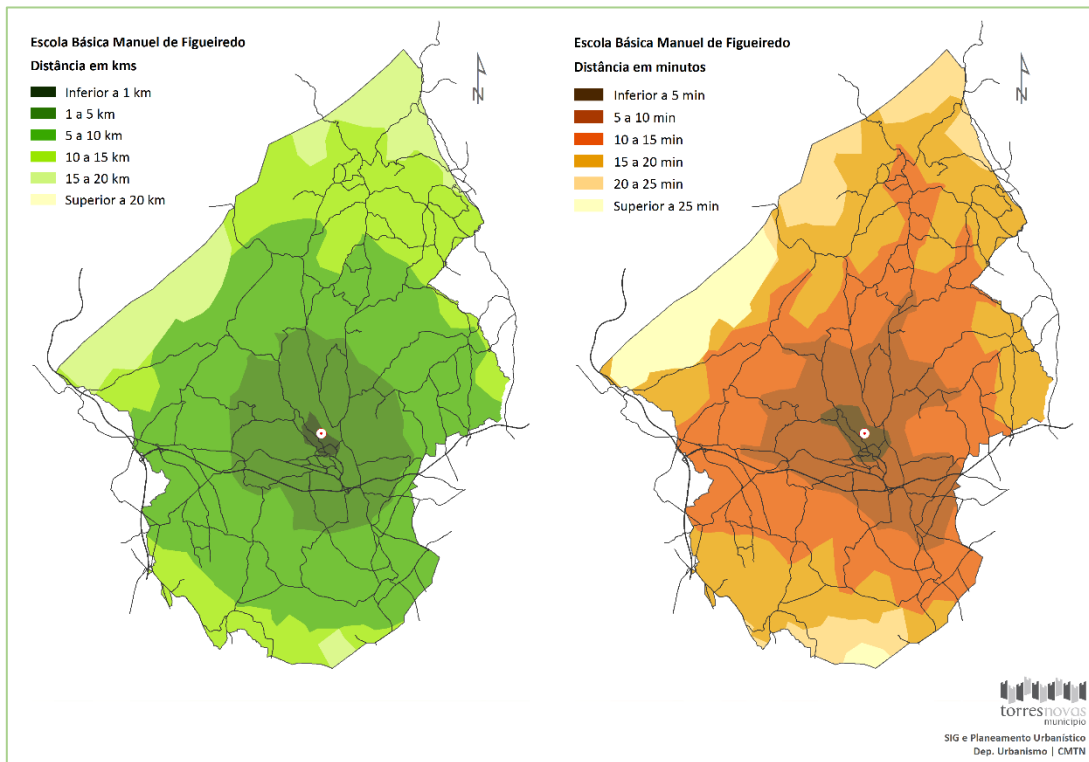 Escola Básica Manuel de Figueiredo
Distância em kms
Inferior a 1 km
1 a 5 km
5 a 10 km
10 a 15 km
15 a 20 km
Superior a 20 km
N
Escola Básica Manuel de Figueiredo
Distância em minutos
Inferior a 5 min
5 a 10 min
10 a 15 min
15 a 20 min
20 a 25 min
Superior a 25 min
N
torresnovas
município
SIG e Planeamento Urbanístico
Dep. Urbanismo | CMTN